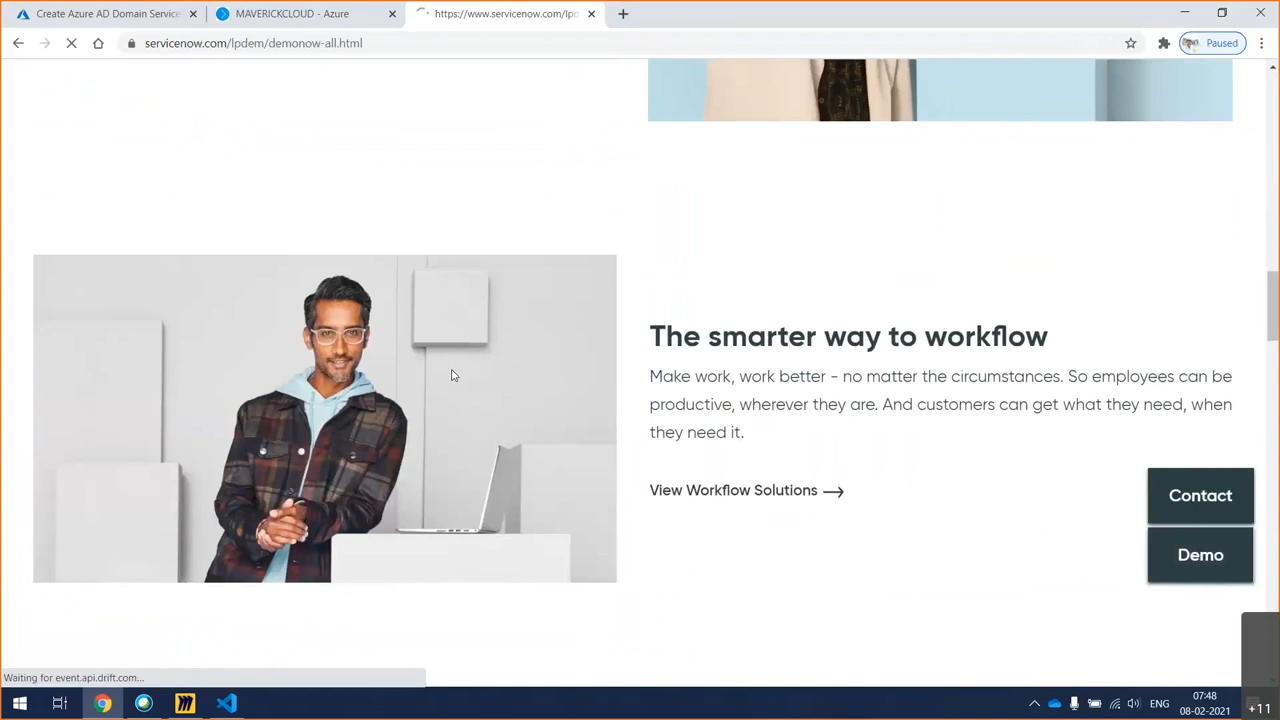 Create Azure AD Domain Service
MAVERICKCLOUD - Azure
https://www.servicenow.com/lpd
servicenow.com/lpdem/demonow-all.html
Paused
The smarter way to workflow
Make work, work better - no matter the circumstances. So employees can be
productive, wherever they are. And customers can get what they need, when
they need it.
View Workflow Solutions
Contact
Demo
Waiting for event.api.drift.com...
ENG
07:48
08-02-2021
+11